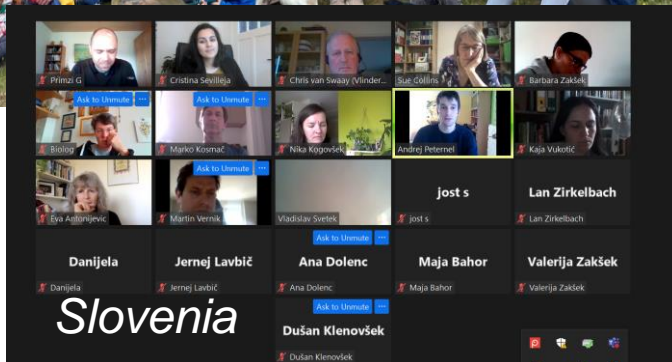 Primzi G
Cristina Sevilleja
Chris van Swaay (Vlinder...
Sue Collins
Barbara Zakšek
Ask to Unmute ...
Ask to Unmute ...
Biolog
Marko Kosmač
Nika Kogovšek
Andrej Peternel
Kaja Vukotić
Ask to Unmute ...
Eva Antonijevic
Martin Vernik
Vladislav Svetek
jost s
jost s
Lan Zirkelbach
Lan Zirkelbach
Danijela
Danijela
Jernej Lavbič
Jernej Lavbič
Ask to Unmute ...
Ana Dolenc
Ana Dolenc
Maja Bahor
Maja Bahor
Valerija Zakšek
Valerija Zakšek
Slovenia
Ask to Unmute ...
Dušan Klenovšek
Dušan Klenovšek